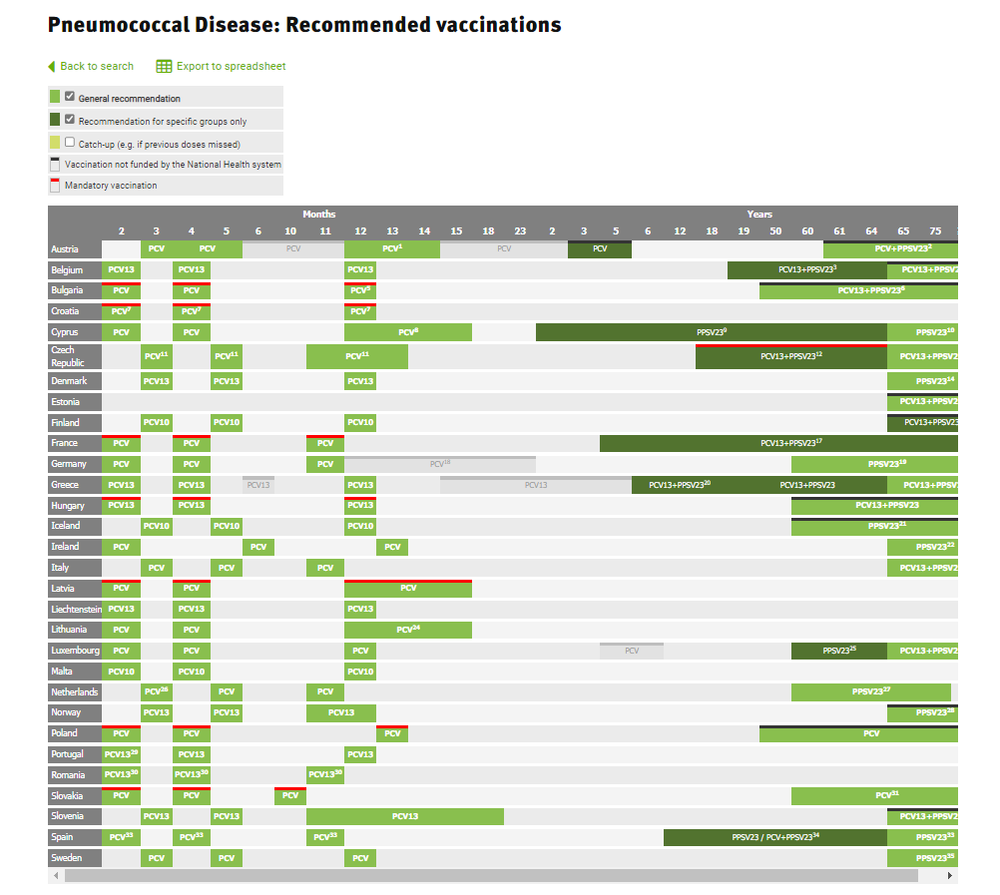 Pneumococcal Disease: Recommended vaccinations
Back to search Export to spreadsheet
General recommendation
Recommendation for specific groups only
Catch-up (e.g. if previous doses missed)
Vaccination not funded by the National Health system
Mandatory vaccination
Months Years
2 3 4 5 6 10 11 12 13 14 15 18 23 2 3 5 6 12 18 19 50 60 61 64 65 75
Austria PCV PCV PCV PCV¹ PCV PCV PCV+PPSV23²
Belgium PCV13 PCV13 PCV13 PCV13+PPSV23³ PCV13+PPSV2
Bulgaria PCV PCV PCV⁵ PCV13+PPSV23⁶
Croatia PCV⁷ PCV⁷ PCV⁷
Cyprus PCV PCV PCV⁸ PPSV23⁹ PPSV23¹⁰
Czech Republic PCV¹¹ PCV¹¹ PCV¹¹ PCV13+PPSV23¹² PCV13+PPSV2
Denmark PCV13 PCV13 PCV13 PPSV23¹⁴
Estonia PCV13+PPSV2
Finland PCV10 PCV10 PCV10 PCV13+PPSV23
France PCV PCV PCV PCV13+PPSV23¹⁷
Germany PCV PCV PCV PCV¹⁸ PPSV23¹⁹
Greece PCV13 PCV13 PCV13 PCV13 PCV13 PCV13+PPSV23²⁰ PCV13+PPSV23 PCV13+PPSV
Hungary PCV13 PCV13 PCV13 PCV13+PPSV23
Iceland PCV10 PCV10 PCV10 PPSV23²¹
Ireland PCV PCV PCV PPSV23²²
Italy PCV PCV PCV PCV13+PPSV2
Latvia PCV PCV PCV
Liechtenstein PCV13 PCV13 PCV13
Lithuania PCV PCV PCV²⁴
Luxembourg PCV PCV PCV PCV PPSV23²⁵ PCV13+PPSV2
Malta PCV10 PCV10 PCV10
Netherlands PCV²⁶ PCV PCV PPSV23²⁷
Norway PCV13 PCV13 PCV13 PPSV23²⁸
Poland PCV PCV PCV PCV
Portugal PCV13²⁹ PCV13 PCV13
Romania PCV13³⁰ PCV13³⁰ PCV13³⁰
Slovakia PCV PCV PCV PCV³¹
Slovenia PCV13 PCV13 PCV13 PCV13+PPSV2
Spain PCV³³ PCV³³ PCV³³ PPSV23 / PCV+PPSV23³⁴ PPSV23³³
Sweden PCV PCV PCV PPSV23³⁵